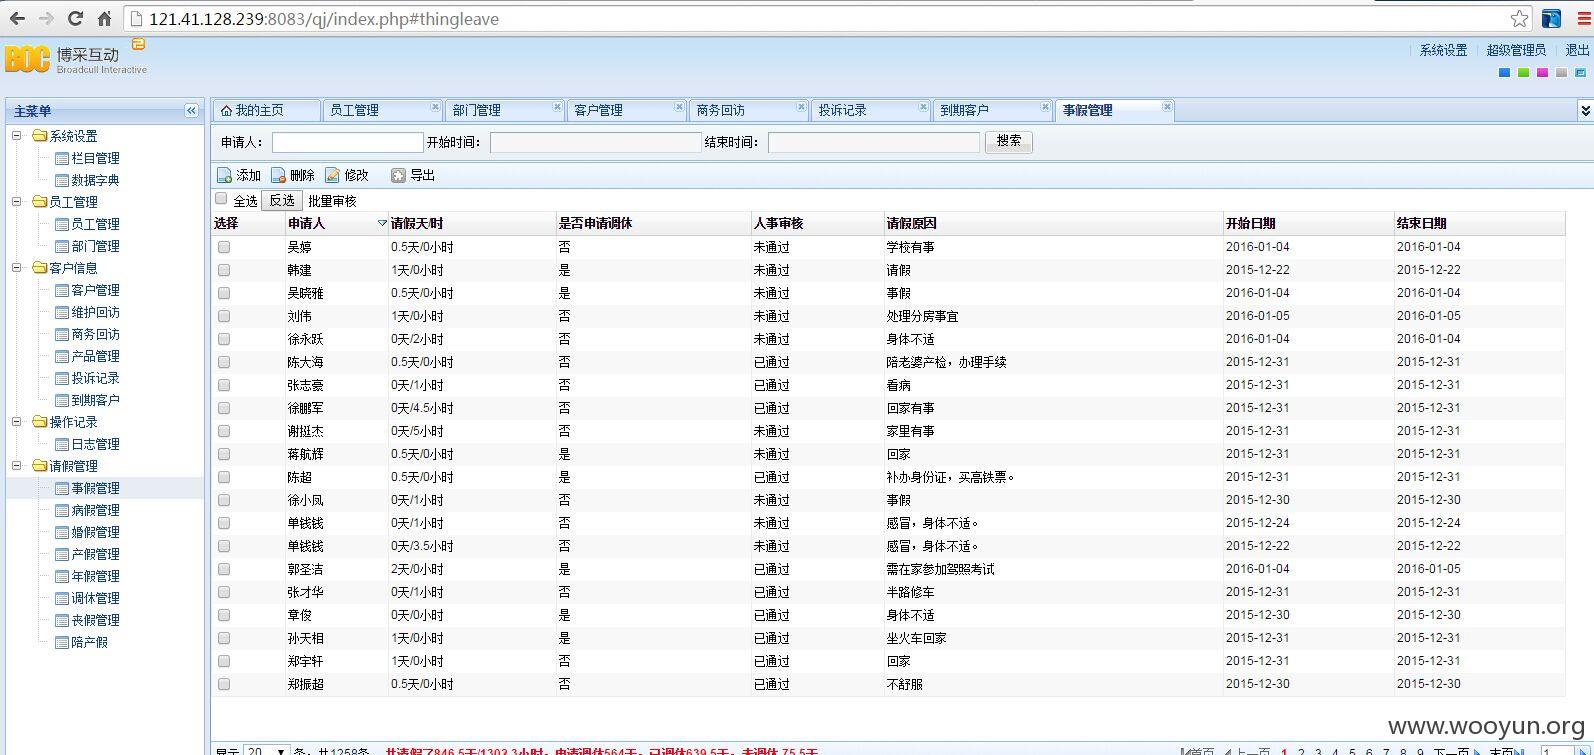 121.41.128.239:8083/qj/index.php#thingleave
BOC 博采互动
Broadcull Interactive
系统设置 超级管理员 退出
主菜单
系统设置
栏目管理
数据字典
员工管理
员工管理
部门管理
客户信息
客户管理
维护回访
商务回访
产品管理
投诉记录
到期客户
操作记录
日志管理
请假管理
事假管理
病假管理
婚假管理
产假管理
年假管理
调休管理
丧假管理
陪产假
我的主页 员工管理 部门管理 客户管理 商务回访 投诉记录 到期客户 事假管理
申请人: 开始时间: 结束时间: 搜索
添加 删除 修改 导出
全选 反选 批量审核
选择 申请人 请假天/时 是否申请调休 人事审核 请假原因 开始日期 结束日期
吴婷 0.5天/0小时 否 未通过 学校有事 2016-01-04 2016-01-04
韩建 1天/0小时 是 未通过 请假 2015-12-22 2015-12-22
吴晓雅 0.5天/0小时 是 未通过 事假 2016-01-04 2016-01-04
刘伟 1天/0小时 否 未通过 处理分房事宜 2016-01-05 2016-01-05
徐永跃 0天/2小时 否 未通过 身体不适 2016-01-04 2016-01-04
陈大海 0.5天/0小时 否 已通过 陪老婆产检，办理手续 2015-12-31 2015-12-31
张志豪 0天/1小时 否 已通过 看病 2015-12-31 2015-12-31
徐鹏军 0天/4.5小时 否 已通过 回家有事 2015-12-31 2015-12-31
谢挺杰 0天/5小时 否 未通过 家里有事 2015-12-31 2015-12-31
蒋航辉 0.5天/0小时 是 未通过 回家 2015-12-31 2015-12-31
陈超 0.5天/0小时 是 已通过 补办身份证，买高铁票。 2015-12-31 2015-12-31
徐小凤 0天/1小时 否 未通过 事假 2015-12-30 2015-12-30
单钱钱 0天/1小时 否 未通过 感冒，身体不适。 2015-12-24 2015-12-24
单钱钱 0天/3.5小时 否 未通过 感冒，身体不适。 2015-12-22 2015-12-22
郭圣洁 2天/0小时 是 已通过 需在家参加驾照考试 2016-01-04 2016-01-05
张才华 0天/1小时 否 已通过 半路修车 2015-12-31 2015-12-31
章俊 0天/0小时 是 已通过 身体不适 2015-12-30 2015-12-30
孙天相 1天/0小时 是 已通过 坐火车回家 2015-12-31 2015-12-31
郑宇轩 1天/0小时 否 已通过 回家 2015-12-31 2015-12-31
郑振超 0.5天/0小时 否 已通过 不舒服 2015-12-30 2015-12-30
显示 20 条，共1258条 共请假了846.5天/1303.3小时，申请调休564天，已调休639.5天，未调休-75.5天 首页 上一页 1 2 3 4 5 6 7 8 9 下一页 末页 1
www.wooyun.org